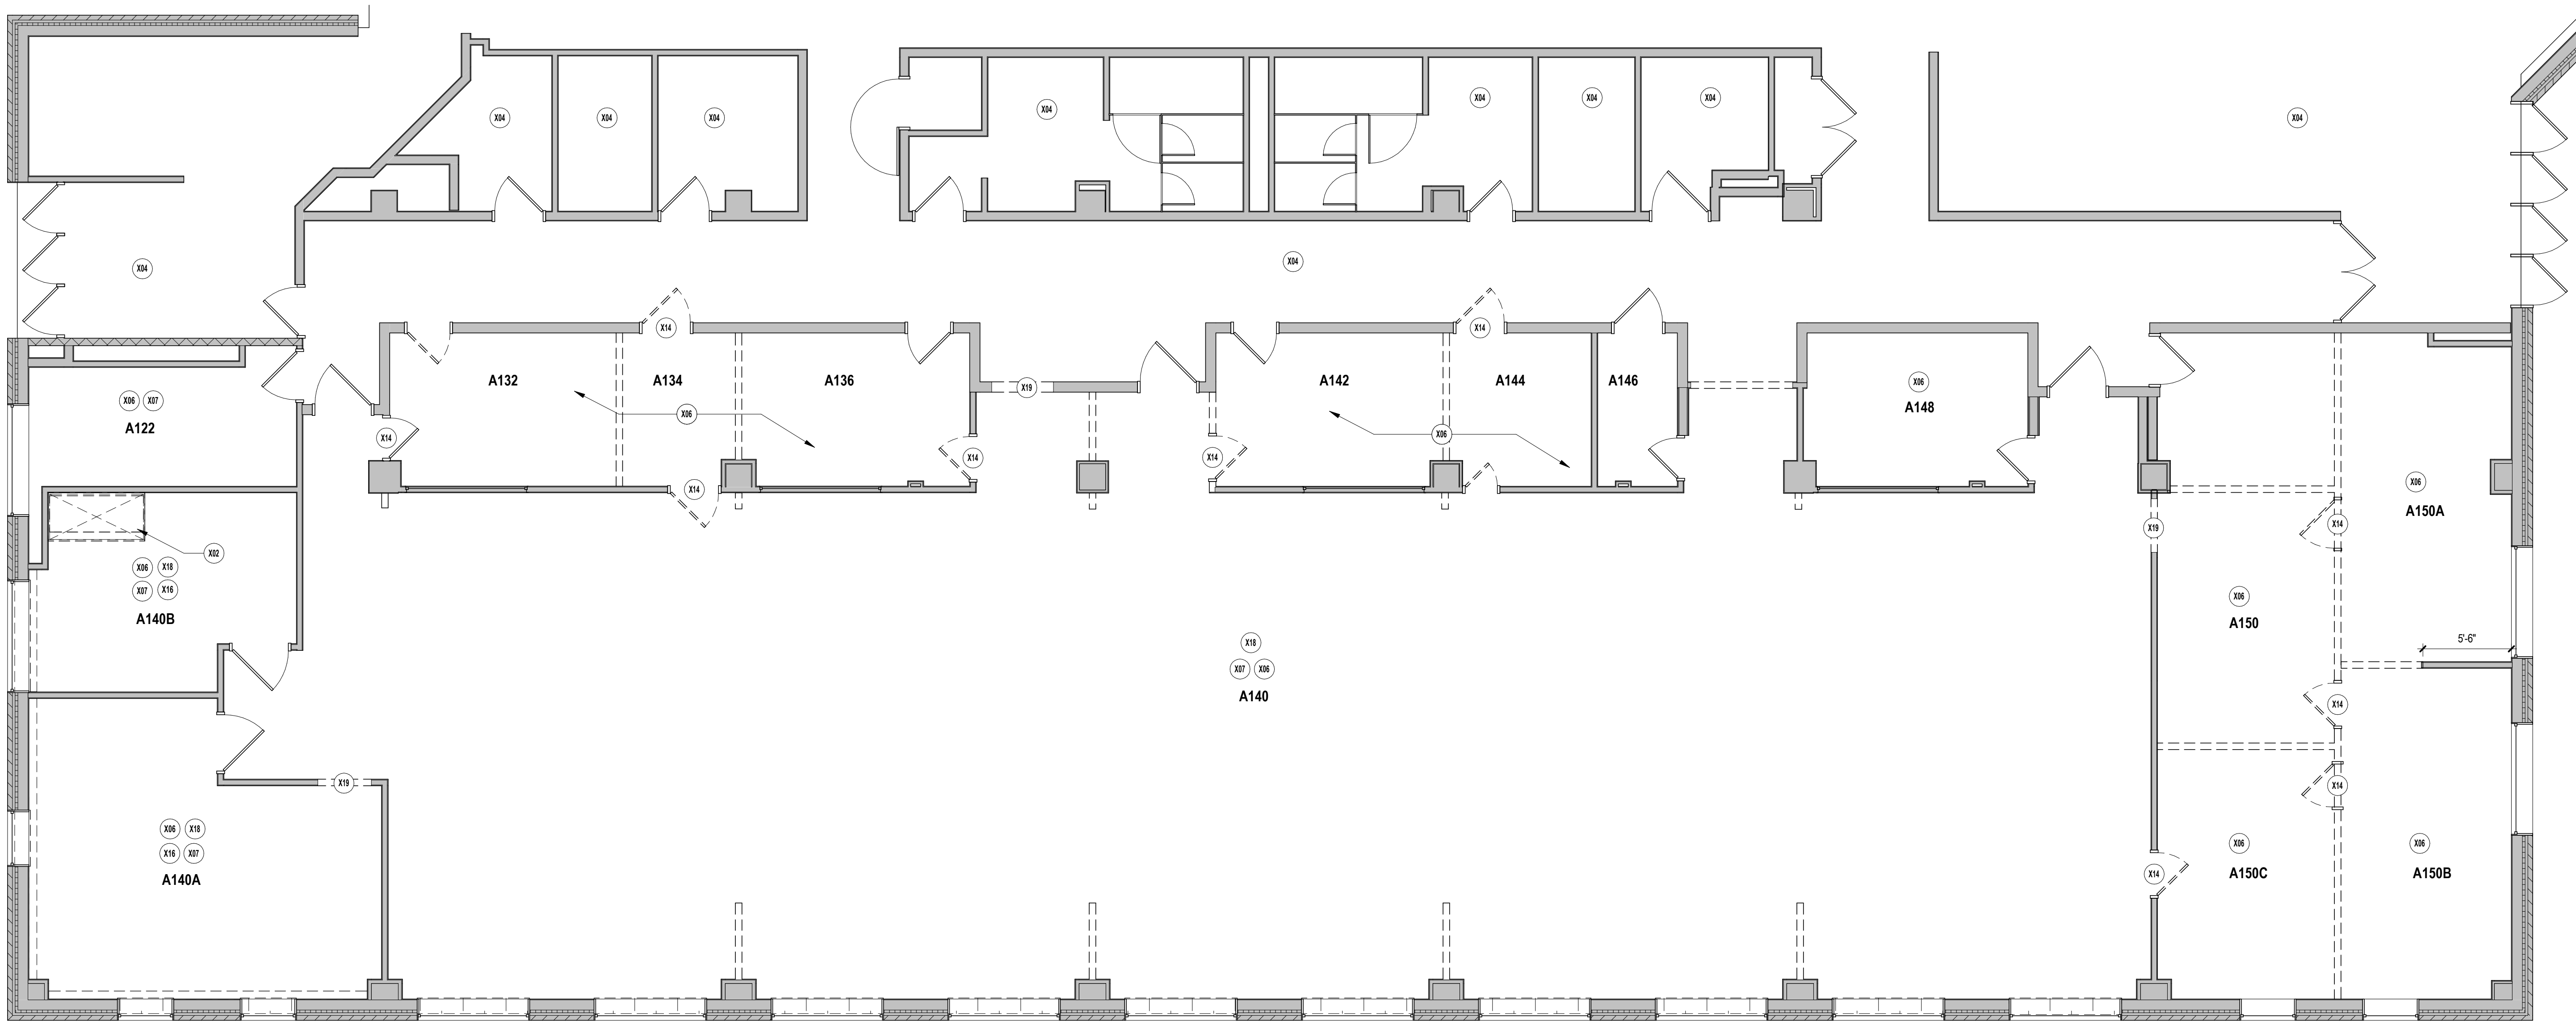 X04
X04 X04 X04
X04 X04 X04 X04
X04
X04
X14 X14
A132 A134 A136 X19 A142 A144 A146 X06
A148
X06 X07
A122
X06 X06
X14 X14 X14
X14
X06
A150A
X02
X19 X14
X06 X18
X07 X16
A140B
X06
A150
5'-6"
X18
X07 X06
A140
X14
X19
X14
X06 X18
X16 X07
A140A
X06
A150C
X06
A150B
X14